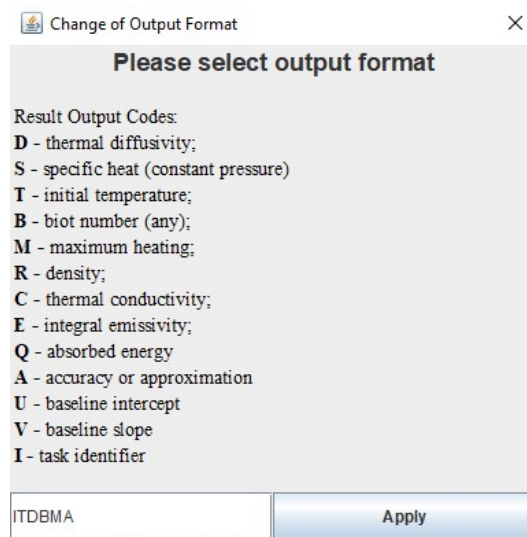 Change of Output Format
Please select output format
Result Output Codes:
D - thermal diffusivity;
S - specific heat (constant pressure)
T - initial temperature;
B - biot number (any);
M - maximum heating;
R - density;
C - thermal conductivity;
E - integral emissivity;
Q - absorbed energy
A - accuracy or approximation
U - baseline intercept
V - baseline slope
I - task identifier
ITDBMA
Apply